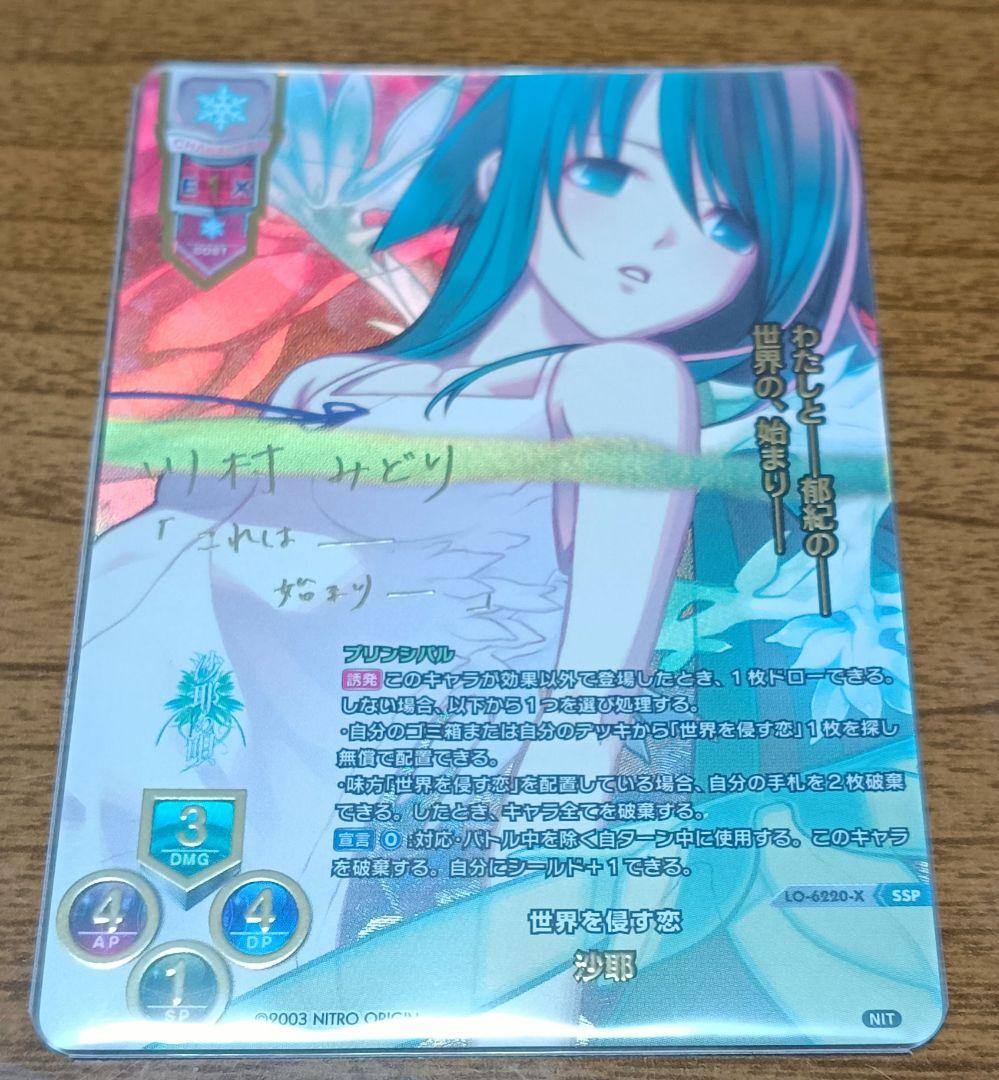 CHARACTER
E 1 X
COST
わたしと――郁紀の――
世界の、始まり――
川村 みどり
「これは――
始まり――」
沙耶の唄
プリンシパル
誘発このキャラが効果以外で登場したとき、1枚ドローできる。
しない場合、以下から1つを選び処理する。
・自分のゴミ箱または自分のデッキから「世界を侵す恋」1枚を探し
無償で配置できる。
・味方「世界を侵す恋」を配置している場合、自分の手札を2枚破棄
できる。したとき、キャラ全てを破棄する。
宣言 0:対応・バトル中を除く自ターン中に使用する。このキャラ
を破棄する。自分にシールド+1できる。
3
DMG
4
AP
4
DP
1
SP
LO-6220-X SSP
世界を侵す恋
沙耶
©2003 NITRO ORIGIN
NIT